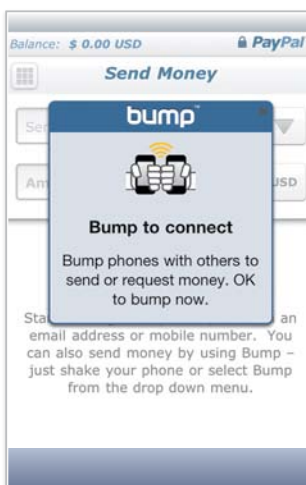 Balance: $ 0.00 USD PayPal
Send Money
bump
Bump to connect
Bump phones with others to
send or request money. OK
to bump now.
an
email address or mobile number. You
can also send money by using Bump –
just shake your phone or select Bump
from the drop down menu.